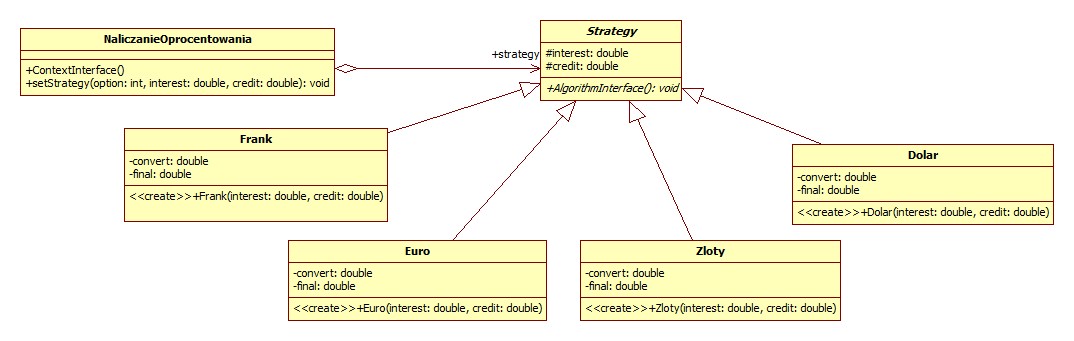 NaliczanieOprocentowania
+ContextInterface()
+setStrategy(option: int, interest: double, credit: double): void
+strategy
Strategy
#interest: double
#credit: double
+AlgorithmInterface(): void
Frank
-convert: double
-final: double
<<create>>+Frank(interest: double, credit: double)
Dolar
-convert: double
-final: double
<<create>>+Dolar(interest: double, credit: double)
Euro
-convert: double
-final: double
<<create>>+Euro(interest: double, credit: double)
Zloty
-convert: double
-final: double
<<create>>+Zloty(interest: double, credit: double)